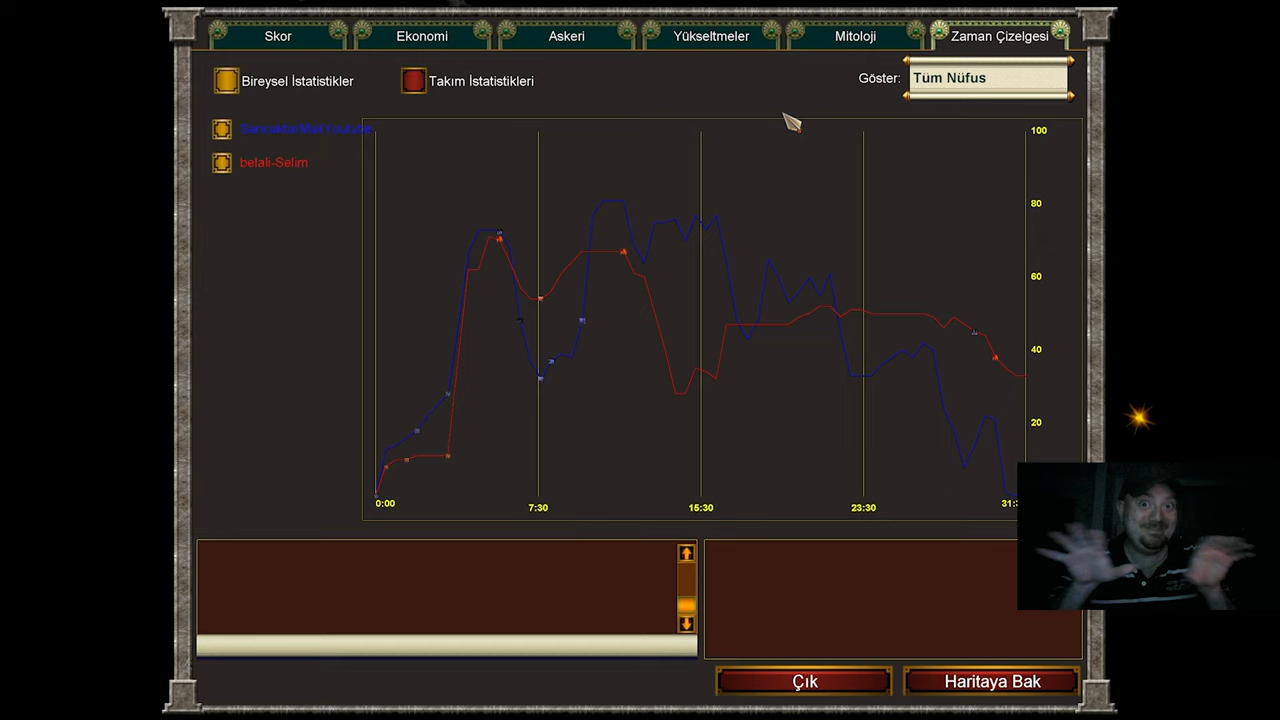 Skor
Ekonomi
Askeri
Yükseltmeler
Mitoloji
Zaman Çizelgesi
Bireysel İstatistikler
Takım İstatistikleri
Göster:
Tüm Nüfus
belali-Selim
100
80
60
40
20
0:00
7:30
15:30
23:30
Çık
Haritaya Bak